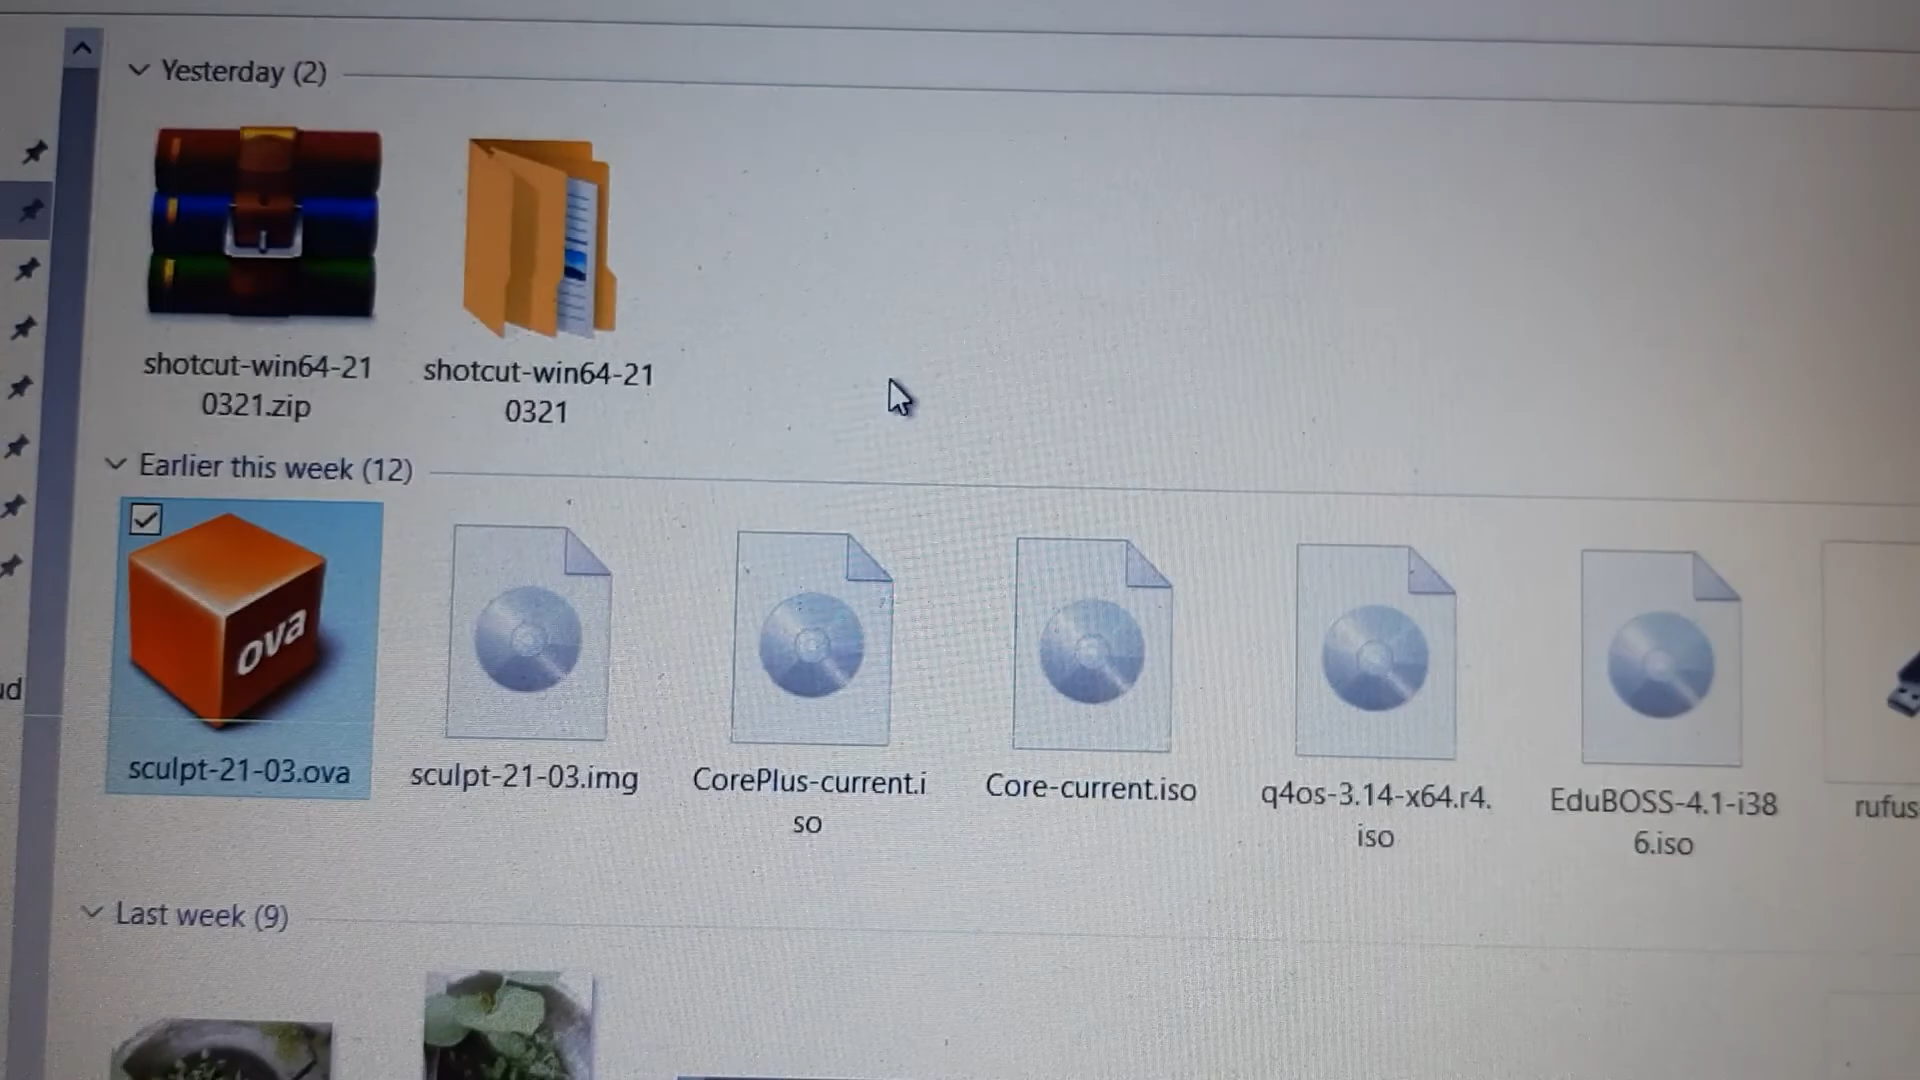 Yesterday (2)
shotcut-win64-21
0321.zip
shotcut-win64-21
0321
Earlier this week (12)
ova
sculpt-21-03.ova
sculpt-21-03.img
CorePlus-current.i
so
Core-current.iso
q4os-3.14-x64.r4.
iso
EduBOSS-4.1-i38
6.iso
rufus
ud
Last week (9)